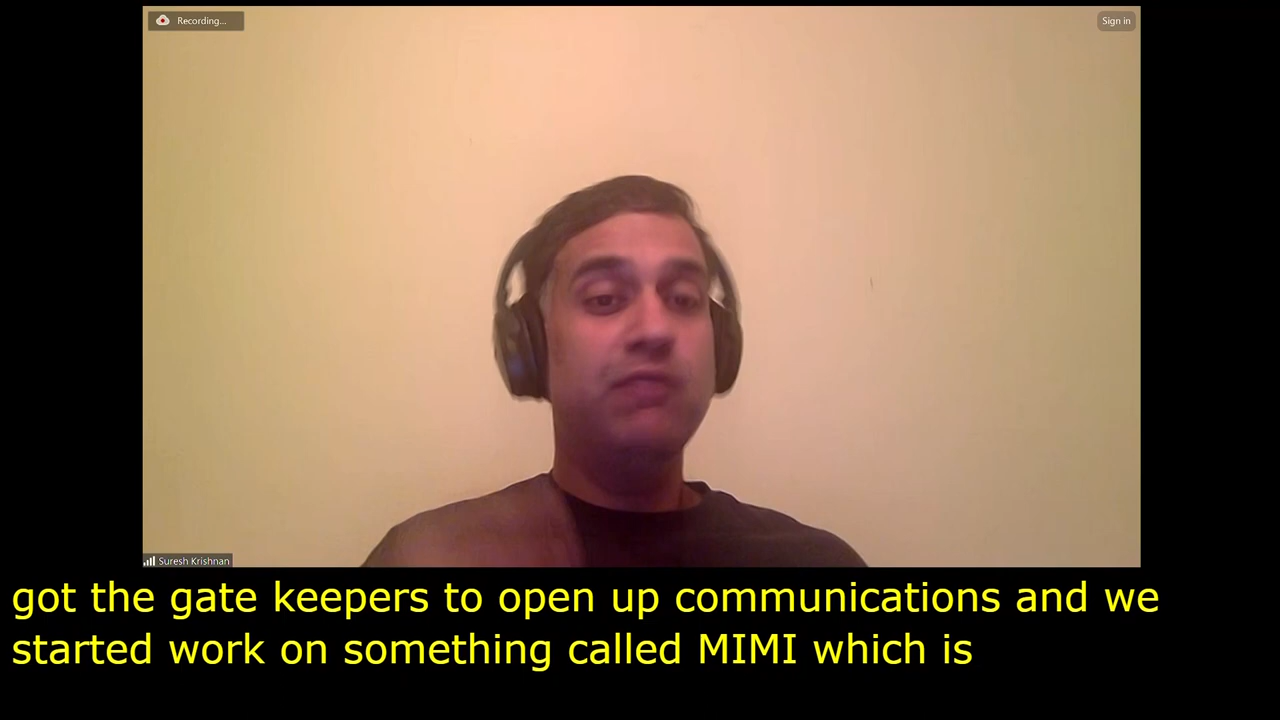 Recording...
Sign in
Suresh Krishnan
got the gate keepers to open up communications and we
started work on something called MIMI which is